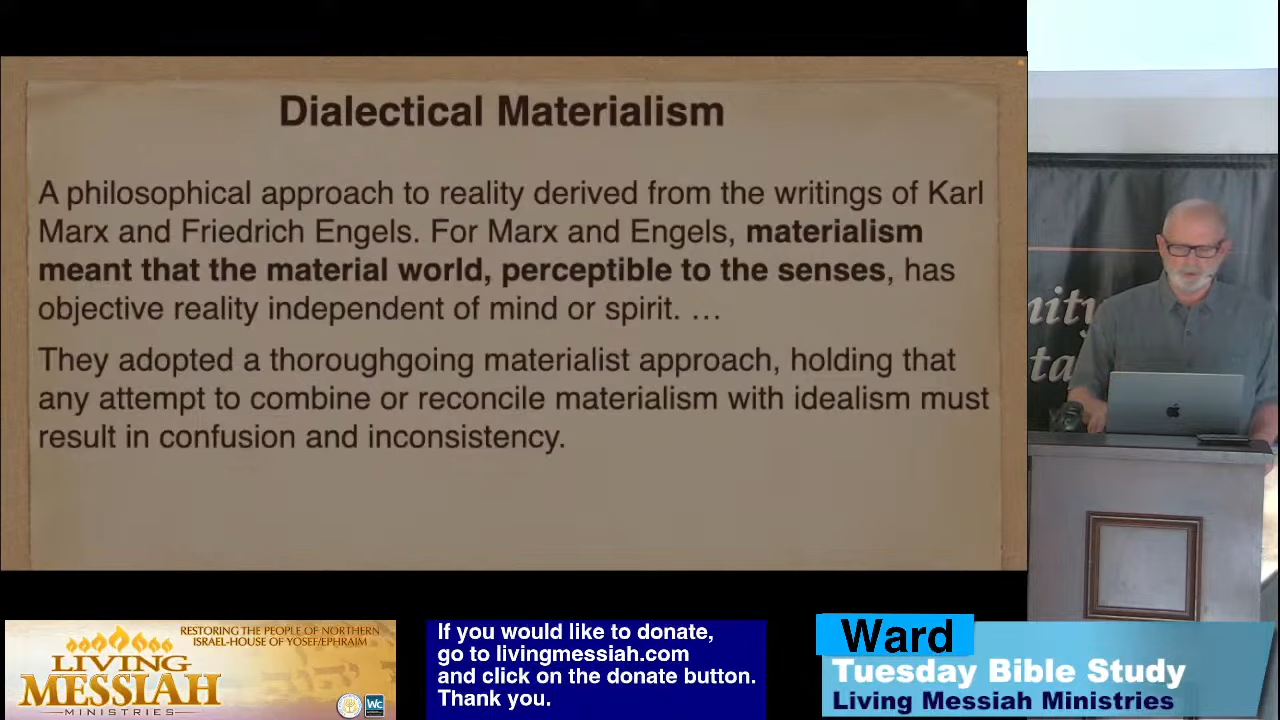 Dialectical Materialism
A philosophical approach to reality derived from the writings of Karl
Marx and Friedrich Engels. For Marx and Engels, materialism
meant that the material world, perceptible to the senses, has
objective reality independent of mind or spirit. …
They adopted a thoroughgoing materialist approach, holding that
any attempt to combine or reconcile materialism with idealism must
result in confusion and inconsistency.
RESTORING THE PEOPLE OF NORTHERN
ISRAEL-HOUSE OF YOSEF/EPHRAIM
LIVING
MESSIAH
MINISTRIES
WC
If you would like to donate,
go to livingmessiah.com
and click on the donate button.
Thank you.
Ward
Tuesday Bible Study
Living Messiah Ministries